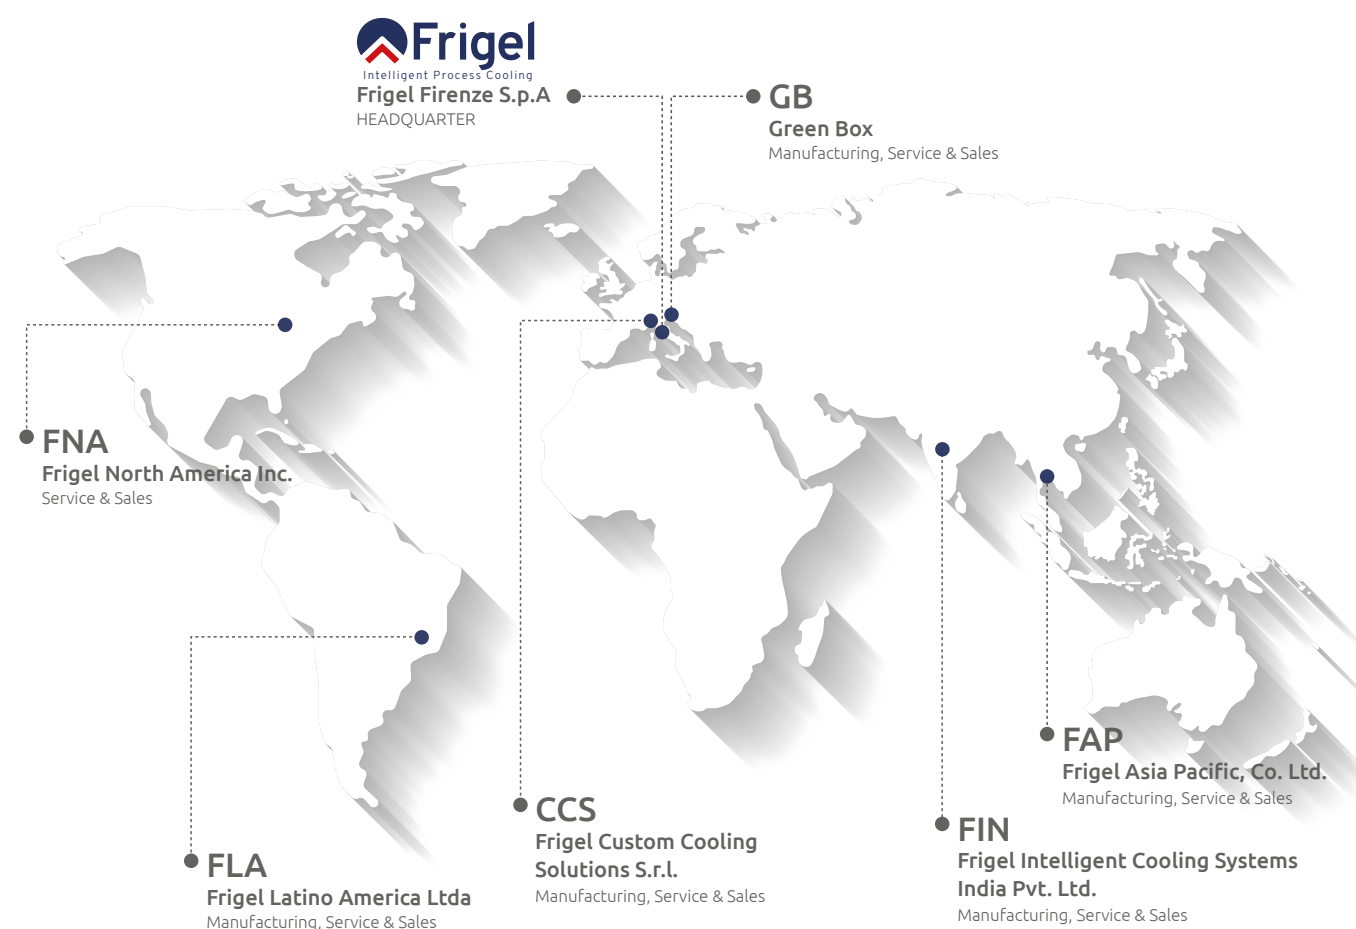 Frigel
Intelligent Process Cooling
Frigel Firenze S.p.A
HEADQUARTER
GB
Green Box
Manufacturing, Service & Sales
FNA
Frigel North America Inc.
Service & Sales
FAP
Frigel Asia Pacific, Co. Ltd.
Manufacturing, Service & Sales
CCS
Frigel Custom Cooling
Solutions S.r.l.
Manufacturing, Service & Sales
FIN
Frigel Intelligent Cooling Systems
India Pvt. Ltd.
Manufacturing, Service & Sales
FLA
Frigel Latino America Ltda
Manufacturing, Service & Sales